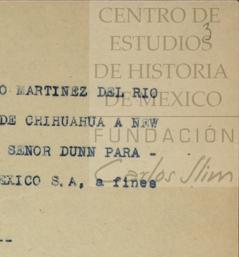 CENTRO DE
3
ESTUDIOS
DE HISTORIA
O MARTINEZ DEL RIO
DE MEXICO
DE CHIHUAHUA A NEW
FUNDACIÓN
SENOR DUNN PARA -
Carlos Slim
EXICO S.A, a fines
--